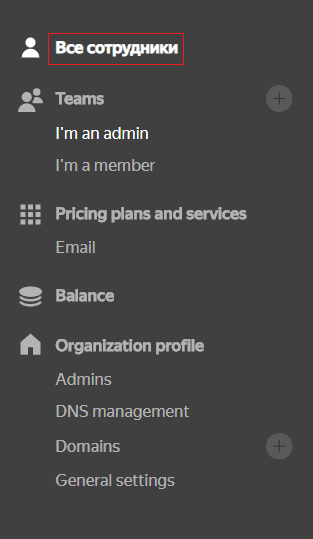 Все сотрудники
Teams
I'm an admin
I'm a member
Pricing plans and services
Email
Balance
Organization profile
Admins
DNS management
Domains
General settings